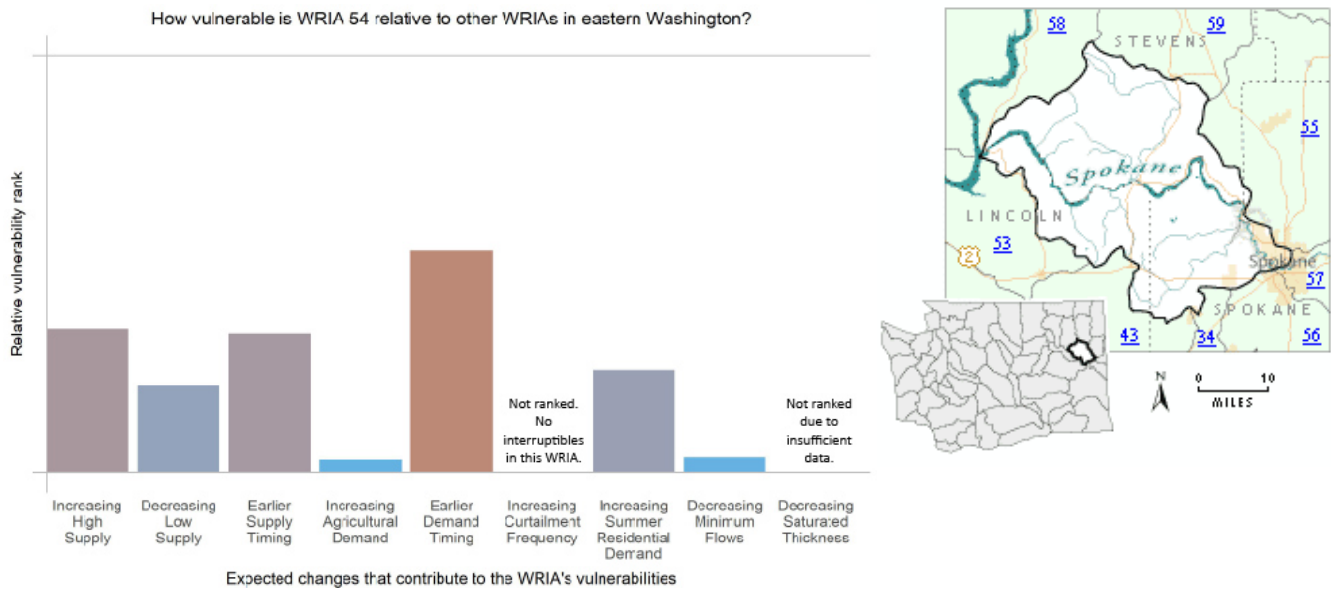 How vulnerable is WRIA 54 relative to other WRIAs in eastern Washington?
Relative vulnerability rank
Not ranked.
No
interruptibles
in this WRIA.
Not ranked
due to
insufficient
data.
Increasing
High
Supply
Decreasing
Low
Supply
Earlier
Supply
Timing
Increasing
Agricultural
Demand
Earlier
Demand
Timing
Increasing
Curtailment
Frequency
Increasing
Summer
Residential
Demand
Decreasing
Minimum
Flows
Decreasing
Saturated
Thickness
Expected changes that contribute to the WRIA's vulnerabilities
58
59
STEVENS
55
Spokane
LINCOLN
53
2
Spokane
57
SPOKANE
43
34
56
N
0 10
MILES